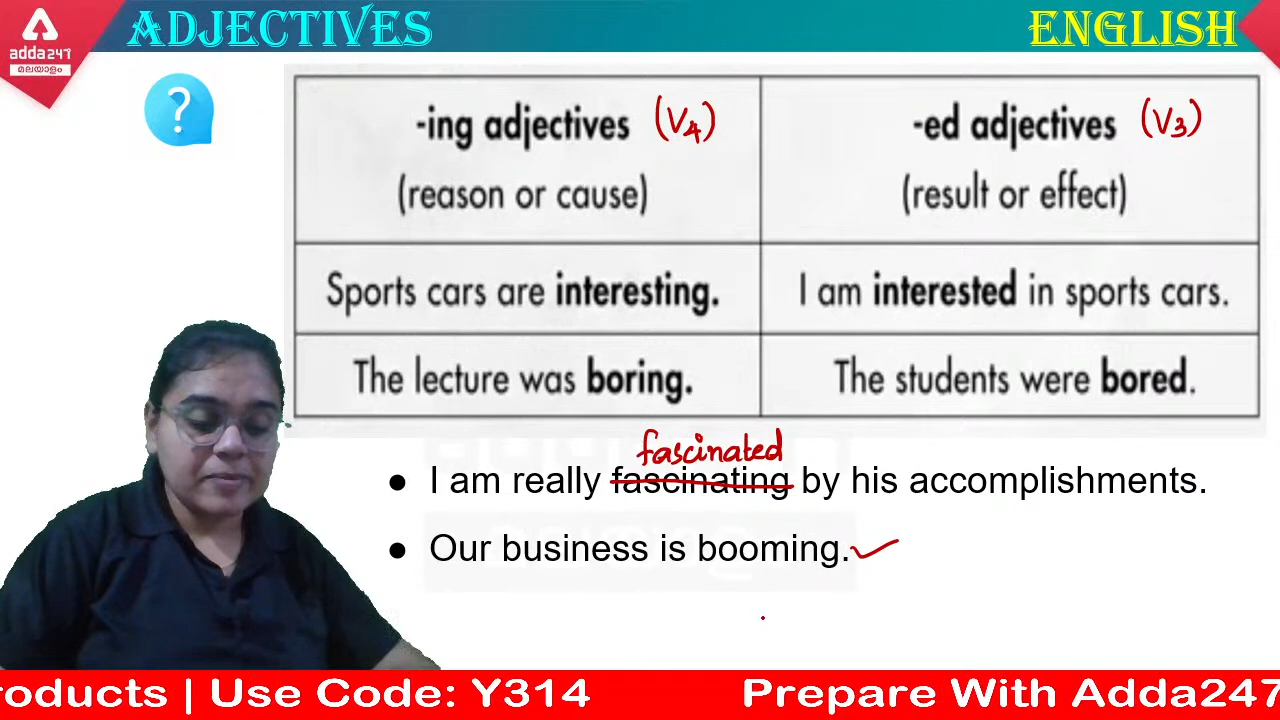 ADJECTIVES
ENGLISH
adda247
മലയാളം
?
-ing adjectives (V4)
(reason or cause)
-ed adjectives (V3)
(result or effect)
Sports cars are interesting.
I am interested in sports cars.
The lecture was boring.
The students were bored.
fascinated
● I am really fascinating by his accomplishments.
● Our business is booming.
roducts | Use Code: Y314
Prepare With Adda247